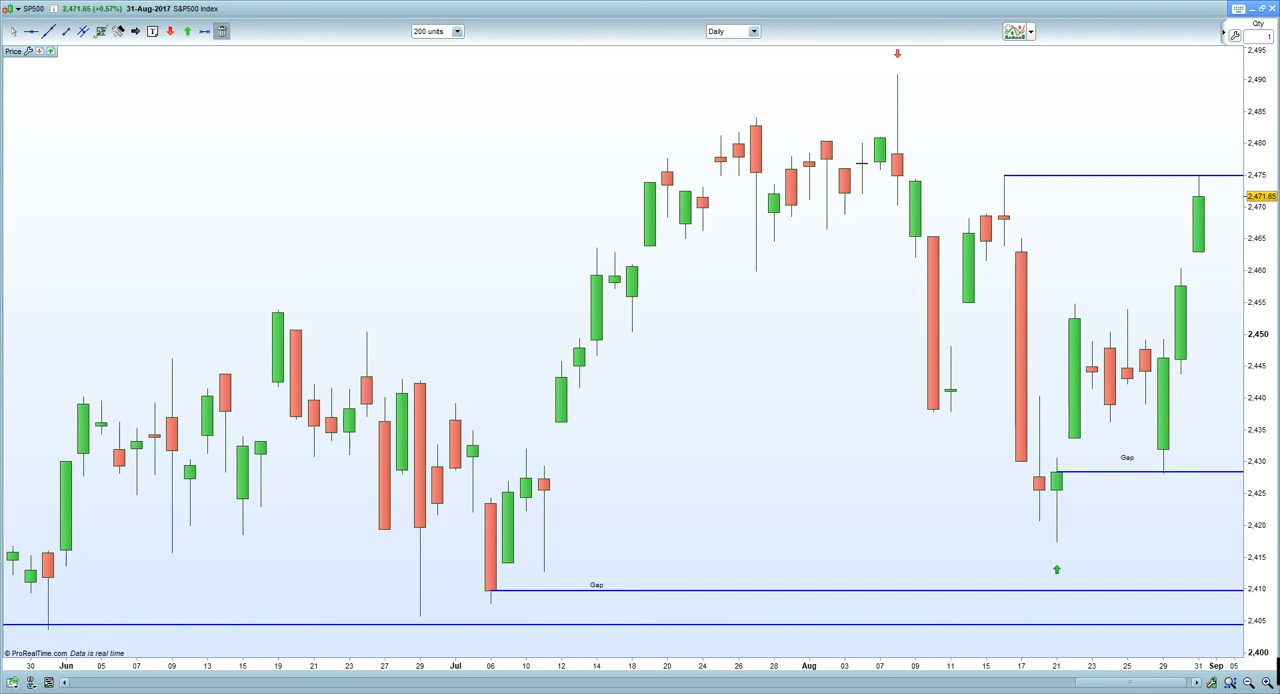 SP500 2,471.65 (+0.57%) 31-Aug-2017 S&P500 Index
200 units
Daily
Qty
1
Price
2,495
2,490
2,485
2,480
2,475
2,471.65
2,470
2,465
2,460
2,455
2,450
2,445
2,440
2,435
Gap
2,430
2,425
2,420
2,415
Gap
2,410
2,405
© ProRealTime.com Data is real time
2,400
30 Jun 05 07 09 13 15 19 21 23 27 29 Jul 06 10 12 14 18 20 24 26 28 Aug 03 07 09 11 15 17 21 23 25 29 31 Sep 05